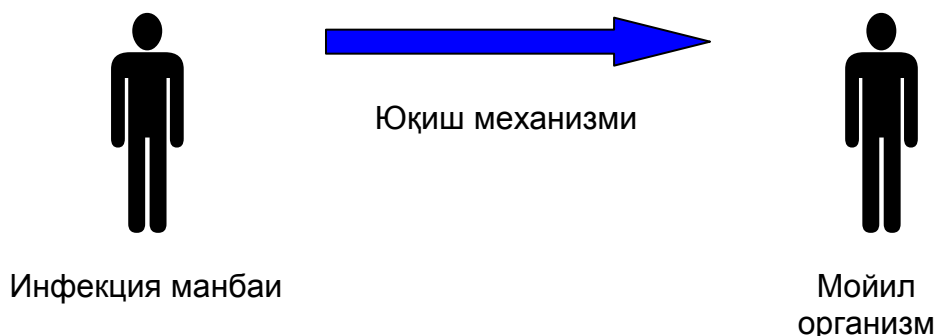 Юқиш механизми
Инфекция манбаи
Мойил
организм